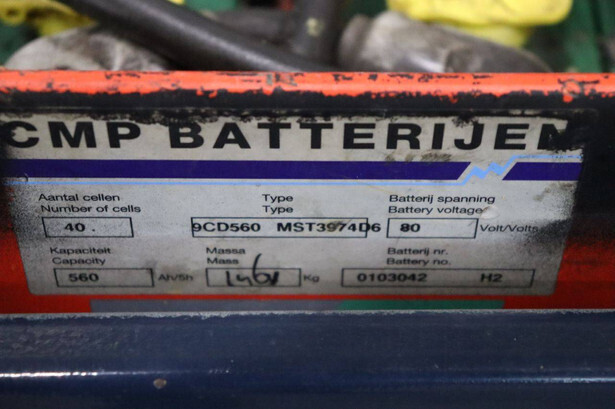 CMP BATTERIJEN
Aantal cellen Type Batterij spanning
Number of cells Type Battery voltage
40 . 9CD560 MST3974D6 80 Volt/Volts
Kapaciteit Massa Batterij nr.
Capacity Mass Battery no.
560 Ah/5h Kg 0103042 H2